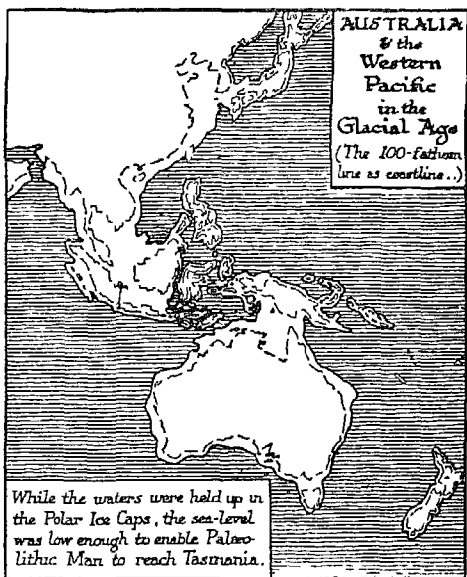 AUSTRALIA
& the
Western
Pacific
in the
Glacial Age
(The 100-fathom
line as coastline..)
While the waters were held up in
the Polar Ice Caps, the sea-level
was low enough to enable Palæo-
lithic Man to reach Tasmania.